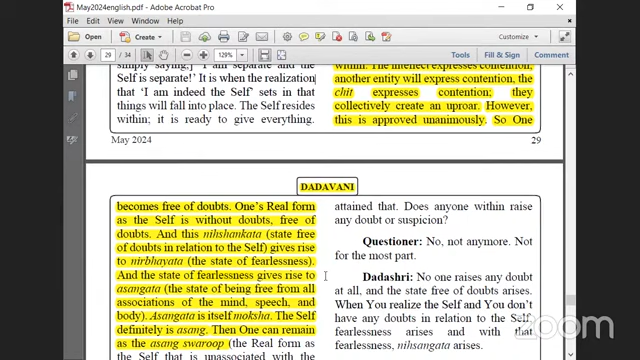 May2024english.pdf - Adobe Acrobat Pro
File Edit View Window Help
Open
Customize
29 / 34
129%
Tools Fill & Sign Comment
simply saying,] 'I am separate and the
Self is separate!' It is when the realization
that 'I am indeed the Self' sets in that
things will fall into place. The Self resides
within; it is ready to give everything.
within. The intellect expresses contention,
another entity will express contention, the
chit expresses contention; they
collectively create an uproar. However,
this is approved unanimously. So One
May 2024
29
DADAVANI
becomes free of doubts. One's Real form
as the Self is without doubts, free of
doubts. And this nihshankata (state free
of doubts in relation to the Self) gives rise
to nirbhayata (the state of fearlessness).
And the state of fearlessness gives rise to
asangata (the state of being free from all
associations of the mind, speech, and
body). Asangata is itself moksha. The Self
definitely is asang. Then One can remain
as the asang swaroop (the Real form as
the Self that is unassociated with the
attained that. Does anyone within raise
any doubt or suspicion?
Questioner: No, not anymore. Not
for the most part.
Dadashri: No one raises any doubt
at all, and the state free of doubts arises.
When You realize the Self and You don't
have any doubts in relation to the Self,
fearlessness arises and with that
fearlessness, nihsangata arises.
zoom